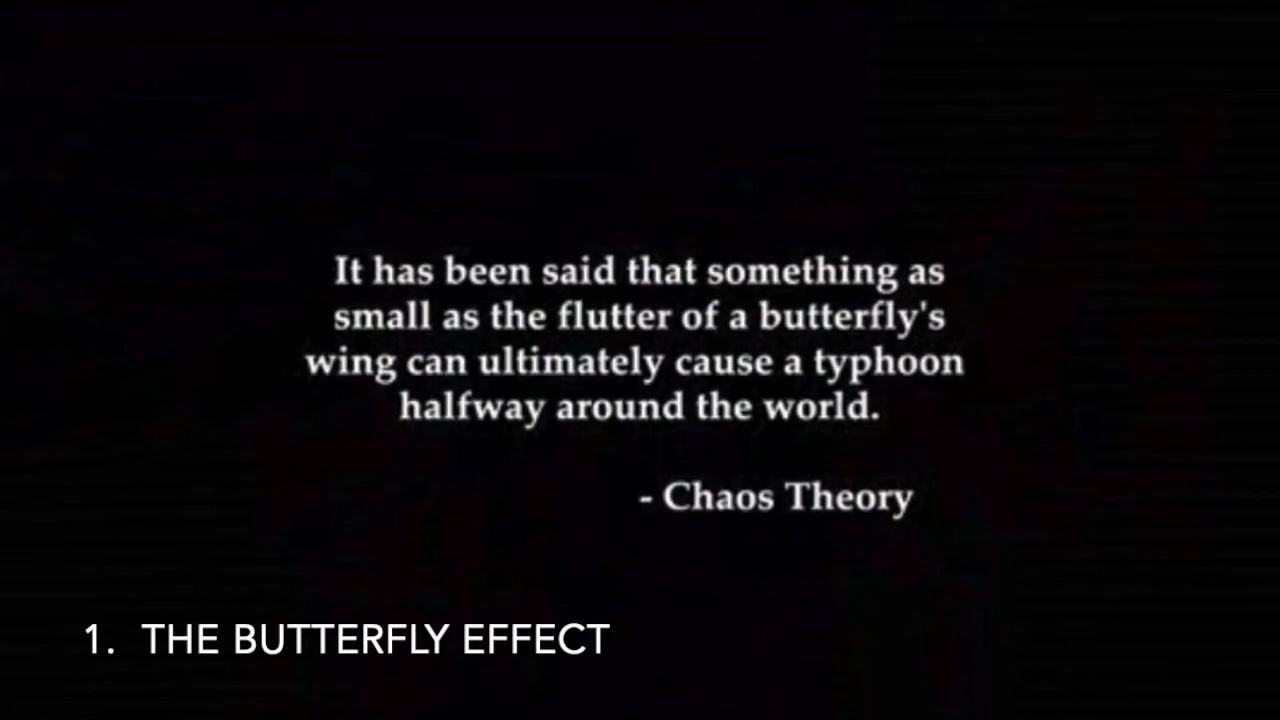 It has been said that something as
small as the flutter of a butterfly's
wing can ultimately cause a typhoon
halfway around the world.
- Chaos Theory
1. THE BUTTERFLY EFFECT